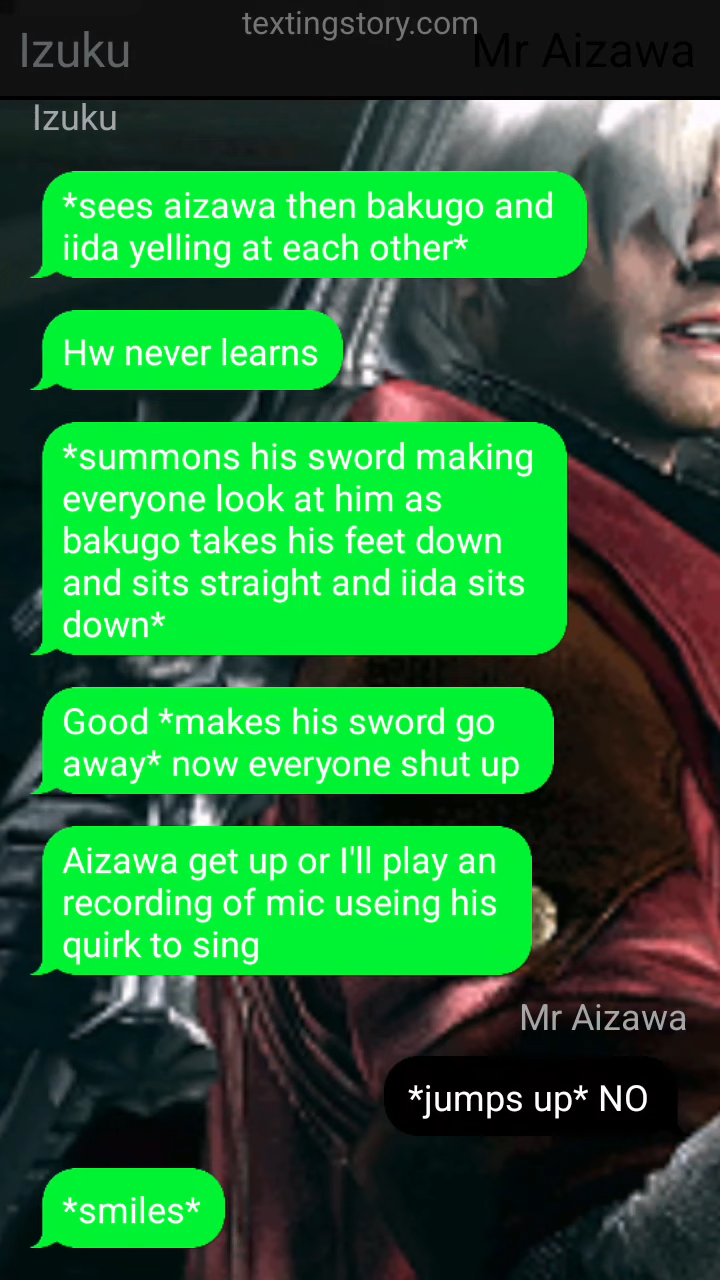 textingstory.com
Izuku
Mr Aizawa
Izuku
*sees aizawa then bakugo and
iida yelling at each other*
Hw never learns
*summons his sword making
everyone look at him as
bakugo takes his feet down
and sits straight and iida sits
down*
Good *makes his sword go
away* now everyone shut up
Aizawa get up or I'll play an
recording of mic useing his
quirk to sing
Mr Aizawa
*jumps up* NO
*smiles*